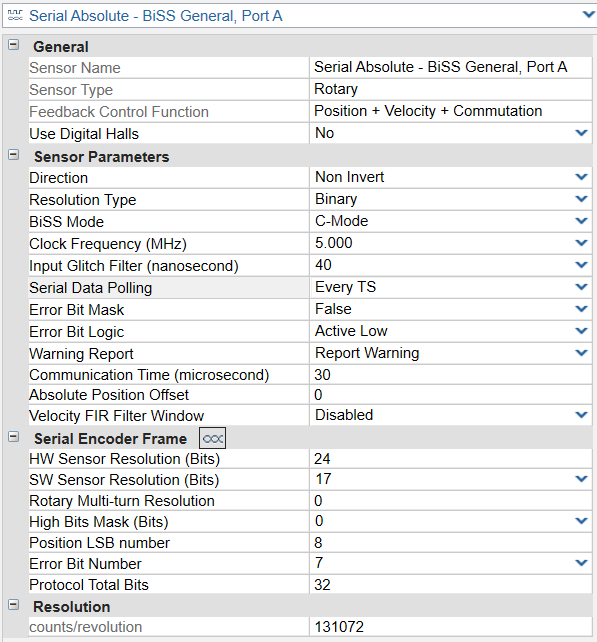 Serial Absolute - BiSS General, Port A
General
Sensor Name Serial Absolute - BiSS General, Port A
Sensor Type Rotary
Feedback Control Function Position + Velocity + Commutation
Use Digital Halls No
Sensor Parameters
Direction Non Invert
Resolution Type Binary
BiSS Mode C-Mode
Clock Frequency (MHz) 5.000
Input Glitch Filter (nanosecond) 40
Serial Data Polling Every TS
Error Bit Mask False
Error Bit Logic Active Low
Warning Report Report Warning
Communication Time (microsecond) 30
Absolute Position Offset 0
Velocity FIR Filter Window Disabled
Serial Encoder Frame
HW Sensor Resolution (Bits) 24
SW Sensor Resolution (Bits) 17
Rotary Multi-turn Resolution 0
High Bits Mask (Bits) 0
Position LSB number 8
Error Bit Number 7
Protocol Total Bits 32
Resolution
counts/revolution 131072